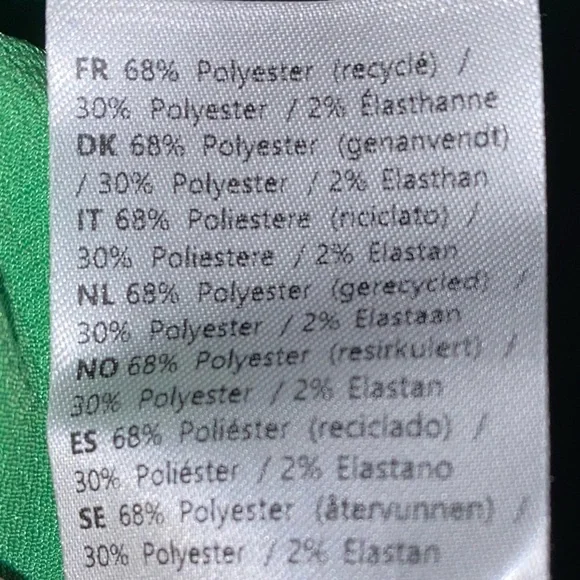 FR 68% Polyester (recyclé) /
30% Polyester / 2% Élasthanne
DK 68% Polyester (genanvendt)
/ 30% Polyester / 2% Elasthan
IT 68% Poliestere (riciclato) /
30% Poliestere / 2% Elastan
NL 68% Polyester (gerecycled) /
30% Polyester / 2% Elastaan
NO 68% Polyester (resirkulert) /
30% Polyester / 2% Elastan
ES 68% Poliéster (reciclado) /
30% Poliéster / 2% Elastano
SE 68% Polyester (återvunnen) /
30% Polyester / 2% Elastan